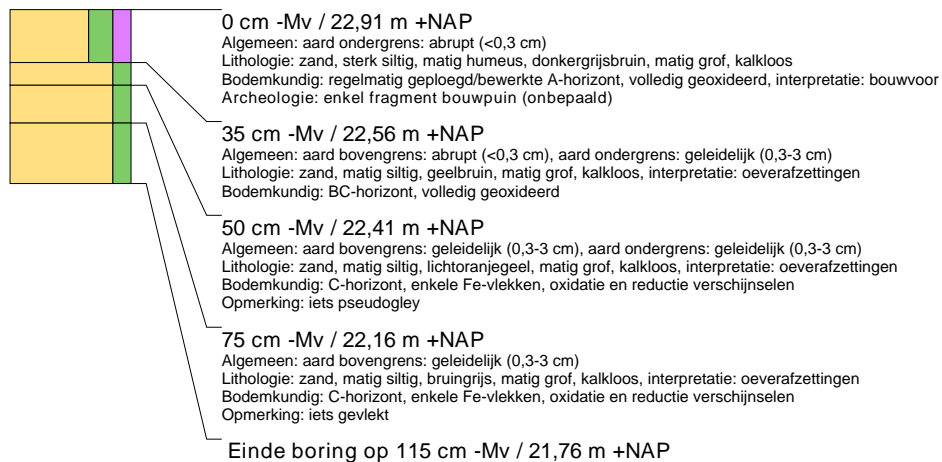 0 cm -Mv / 22,91 m +NAP
Algemeen: aard ondergrens: abrupt (<0,3 cm)
Lithologie: zand, sterk siltig, matig humeus, donkergrijsbruin, matig grof, kalkloos
Bodemkundig: regelmatig geploegd/bewerkte A-horizont, volledig geoxideerd, interpretatie: bouwvoor
Archeologie: enkel fragment bouwpuin (onbepaald)
35 cm -Mv / 22,56 m +NAP
Algemeen: aard bovengrens: abrupt (<0,3 cm), aard ondergrens: geleidelijk (0,3-3 cm)
Lithologie: zand, matig siltig, geelbruin, matig grof, kalkloos, interpretatie: oeverafzettingen
Bodemkundig: BC-horizont, volledig geoxideerd
50 cm -Mv / 22,41 m +NAP
Algemeen: aard bovengrens: geleidelijk (0,3-3 cm), aard ondergrens: geleidelijk (0,3-3 cm)
Lithologie: zand, matig siltig, lichtoranjegeel, matig grof, kalkloos, interpretatie: oeverafzettingen
Bodemkundig: C-horizont, enkele Fe-vlekken, oxidatie en reductie verschijnselen
Opmerking: iets pseudogley
75 cm -Mv / 22,16 m +NAP
Algemeen: aard bovengrens: geleidelijk (0,3-3 cm)
Lithologie: zand, matig siltig, bruingrijs, matig grof, kalkloos, interpretatie: oeverafzettingen
Bodemkundig: C-horizont, enkele Fe-vlekken, oxidatie en reductie verschijnselen
Opmerking: iets gevlekt
Einde boring op 115 cm -Mv / 21,76 m +NAP